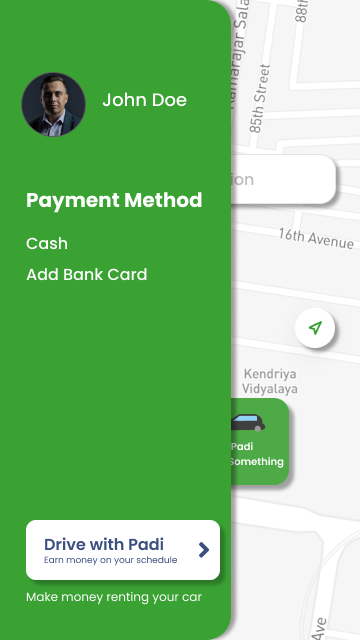 88th
Kamarajar Sala
85th Street
John Doe
ion
Payment Method
16th Avenue
Cash
Add Bank Card
Kendriya
Vidyalaya
Padi
Something
Drive with Padi
Earn money on your schedule
Make money renting your car
Ave